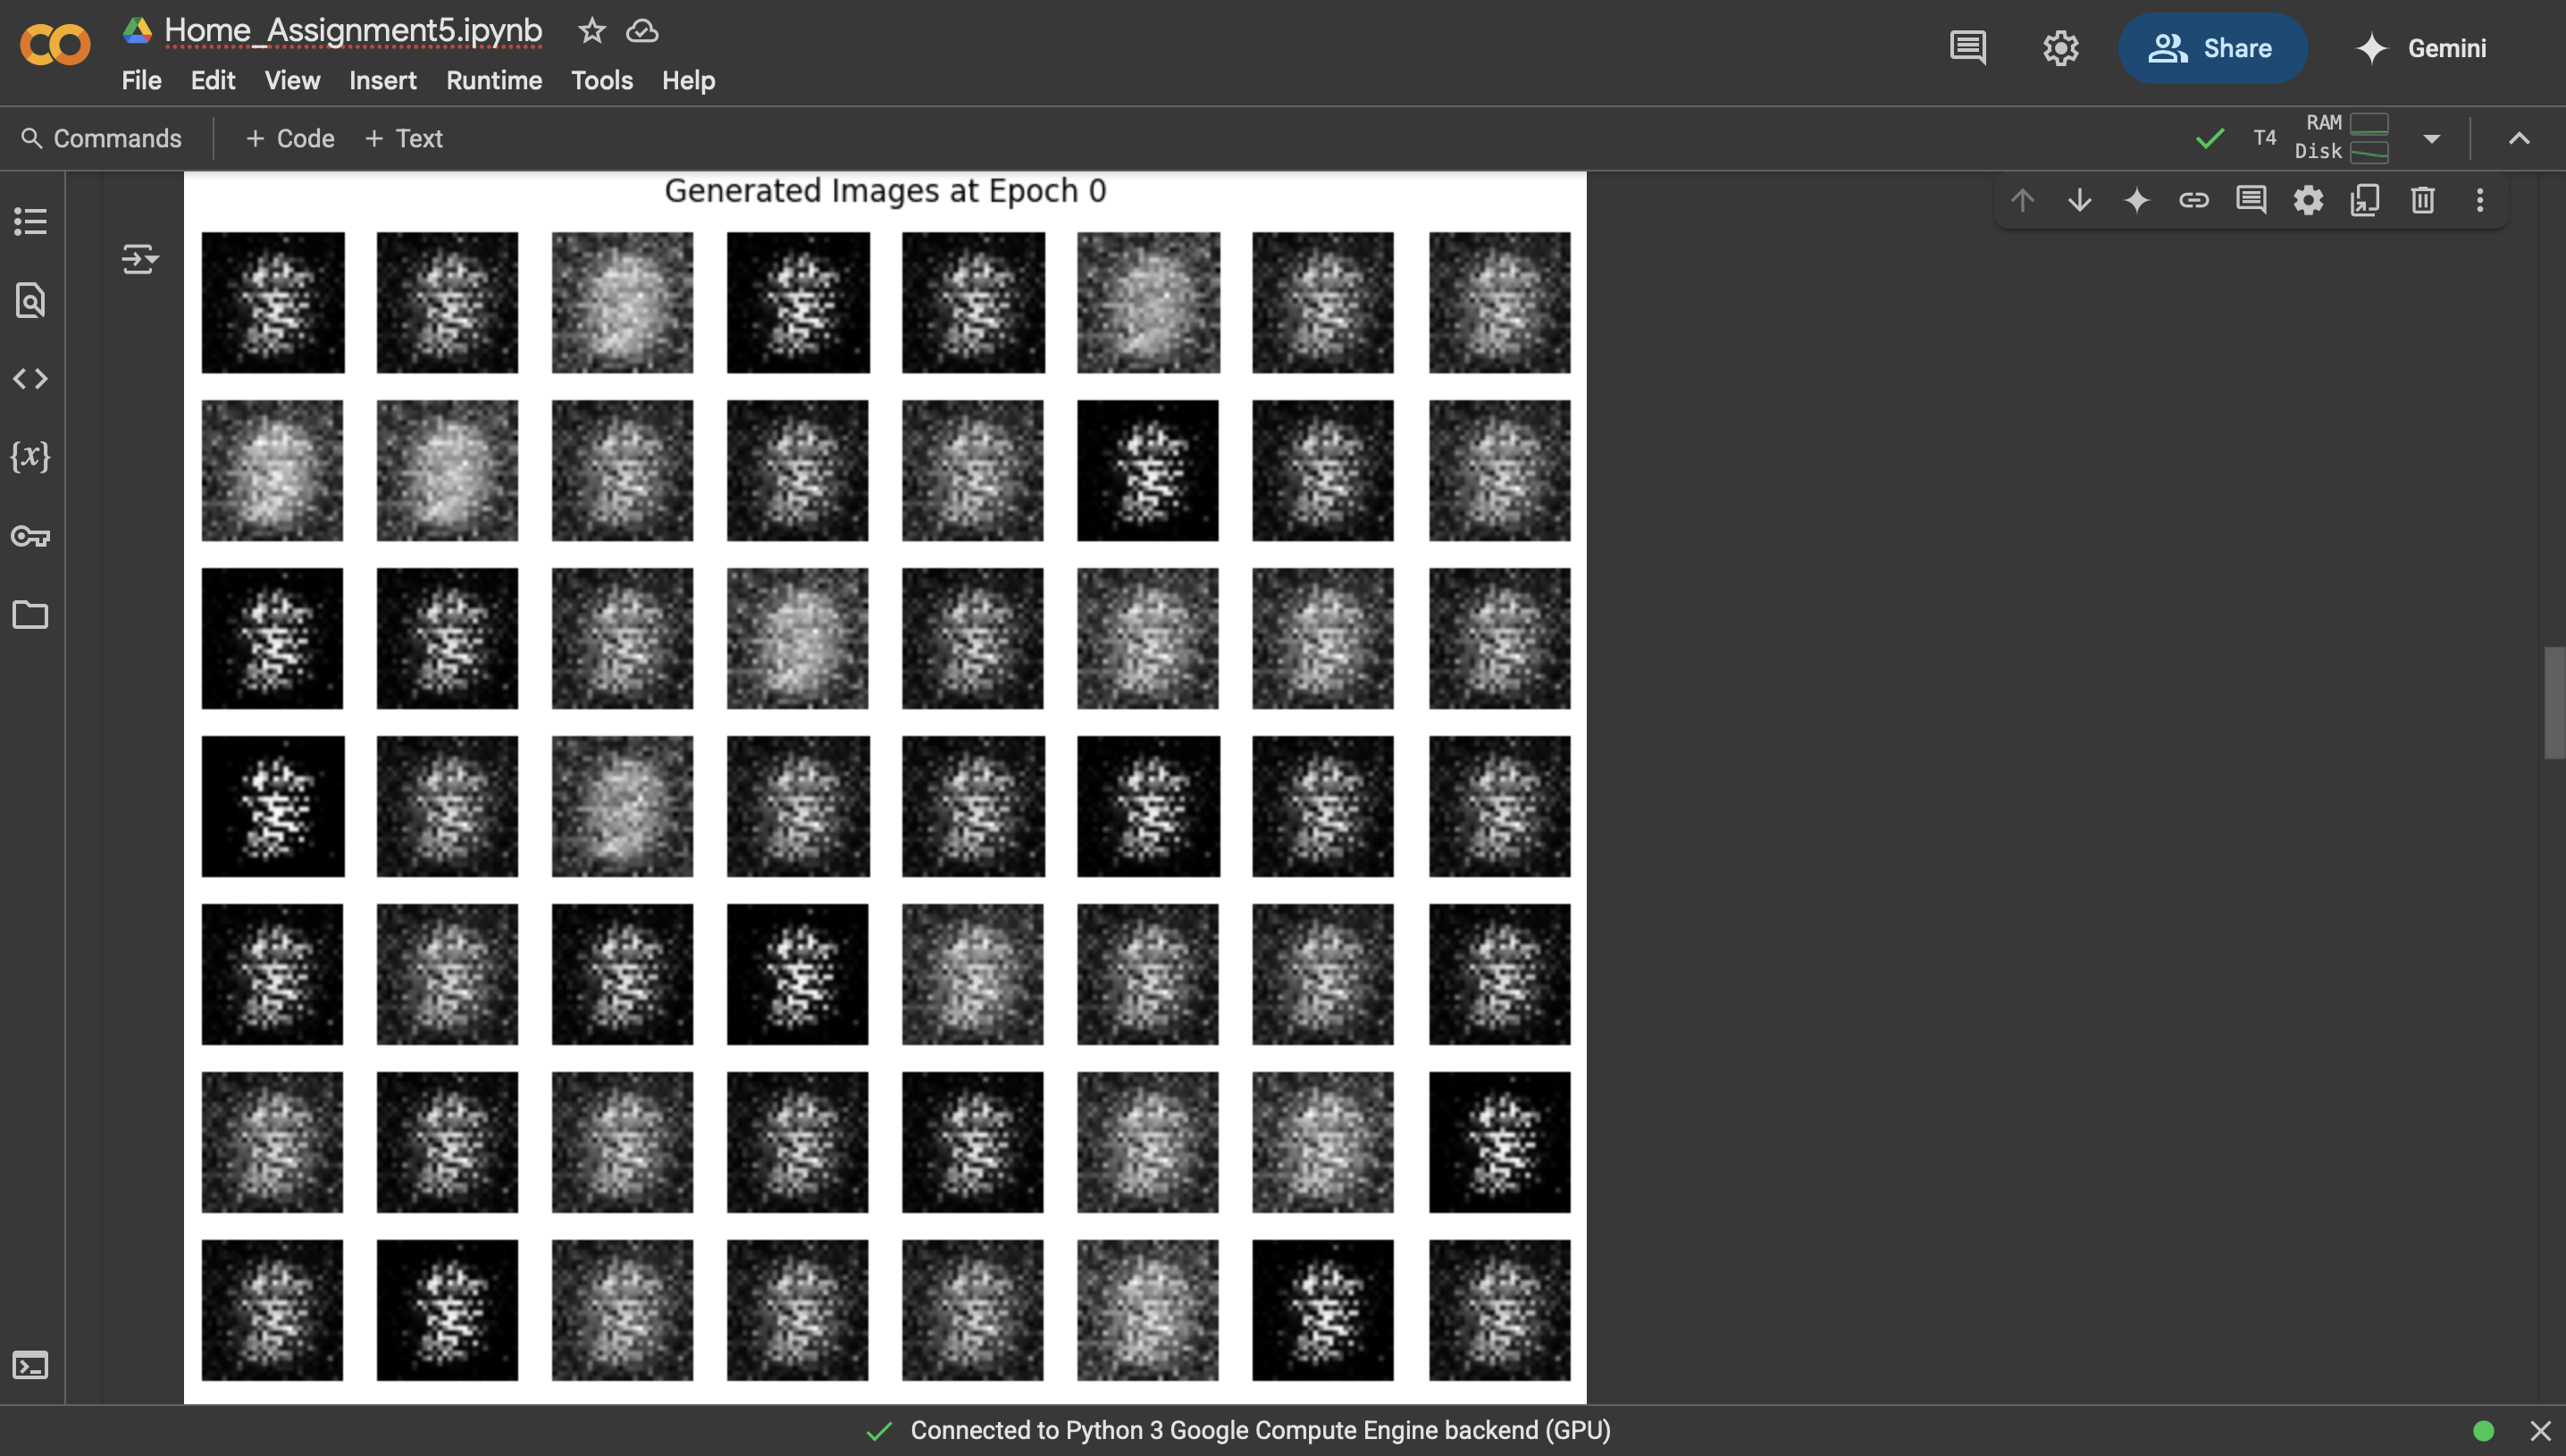 Home_Assignment5.ipynb
File Edit View Insert Runtime Tools Help
Share
Gemini
Commands
+ Code + Text
T4
RAM
Disk
Generated Images at Epoch 0
{x}
Connected to Python 3 Google Compute Engine backend (GPU)